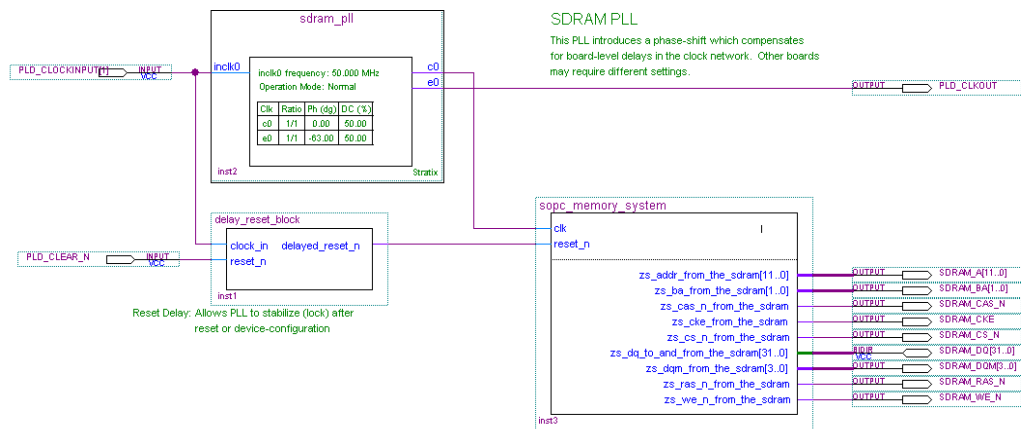 sdram_pll
SDRAM PLL
This PLL introduces a phase-shift which compensates
for board-level delays in the clock network. Other boards
may require different settings.
PLD_CLOCKINPUT[1]
INPUT
VCC
inclk0
inclk0 frequency: 50.000 MHz
Operation Mode: Normal
Clk Ratio Ph (dg) DC (%)
c0 1/1 0.00 50.00
e0 1/1 -63.00 50.00
c0
e0
OUTPUT
PLD_CLKOUT
inst2
Stratix
delay_reset_block
clock_in delayed_reset_n
reset_n
inst1
PLD_CLEAR_N
INPUT
VCC
Reset Delay: Allows PLL to stabilize (lock) after
reset or device-configuration
sopc_memory_system
clk
reset_n
zs_addr_from_the_sdram[11..0]
OUTPUT
SDRAM_A[11..0]
zs_ba_from_the_sdram[1..0]
OUTPUT
SDRAM_BA[1..0]
zs_cas_n_from_the_sdram
OUTPUT
SDRAM_CAS_N
zs_cke_from_the_sdram
OUTPUT
SDRAM_CKE
zs_cs_n_from_the_sdram
OUTPUT
SDRAM_CS_N
zs_dq_to_and_from_the_sdram[31..0]
BIDIR
VCC
SDRAM_DQ[31..0]
zs_dqm_from_the_sdram[3..0]
OUTPUT
SDRAM_DQM[3..0]
zs_ras_n_from_the_sdram
OUTPUT
SDRAM_RAS_N
zs_we_n_from_the_sdram
OUTPUT
SDRAM_WE_N
inst3